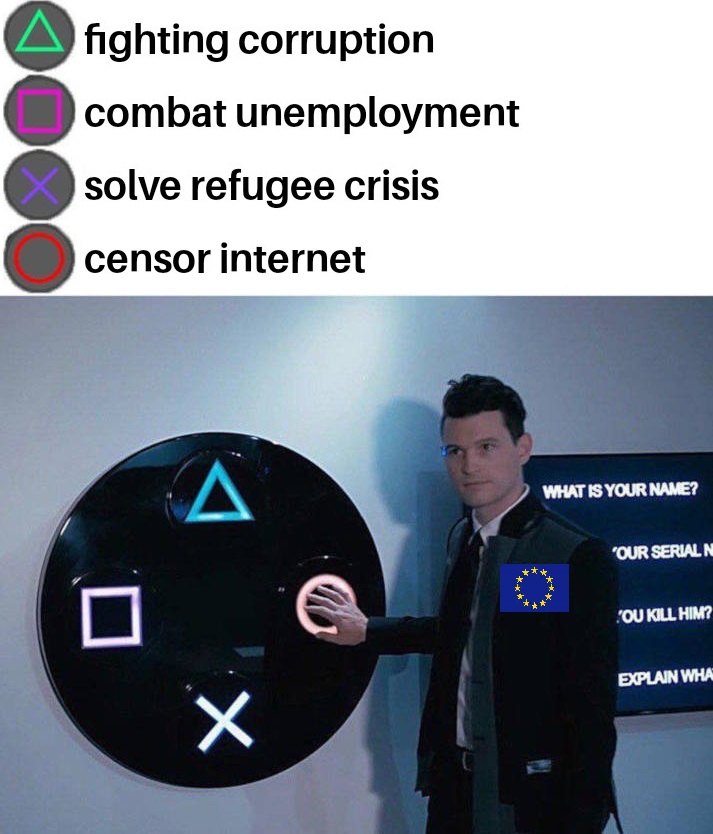 fighting corruption
combat unemployment
solve refugee crisis
censor internet
WHAT IS YOUR NAME?
OUR SERIAL N
OU KILL HIM?
EXPLAIN WHA